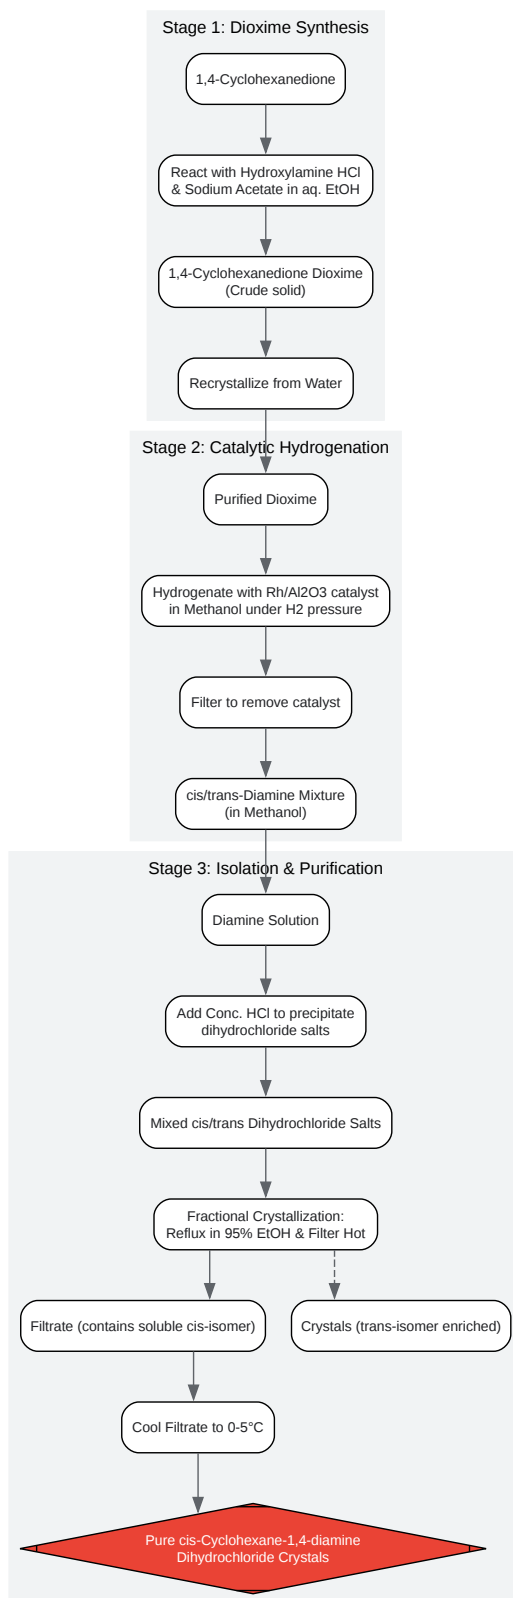 Stage 1: Dioxime Synthesis
1,4-Cyclohexanedione
React with Hydroxylamine HCl
& Sodium Acetate in aq. EtOH
1,4-Cyclohexanedione Dioxime
(Crude solid)
Recrystallize from Water
Stage 2: Catalytic Hydrogenation
Purified Dioxime
Hydrogenate with Rh/Al2O3 catalyst
in Methanol under H2 pressure
Filter to remove catalyst
cis/trans-Diamine Mixture
(in Methanol)
Stage 3: Isolation & Purification
Diamine Solution
Add Conc. HCl to precipitate
dihydrochloride salts
Mixed cis/trans Dihydrochloride Salts
Fractional Crystallization:
Reflux in 95% EtOH & Filter Hot
Filtrate (contains soluble cis-isomer)
Crystals (trans-isomer enriched)
Cool Filtrate to 0-5°C
Pure cis-Cyclohexane-1,4-diamine
Dihydrochloride Crystals